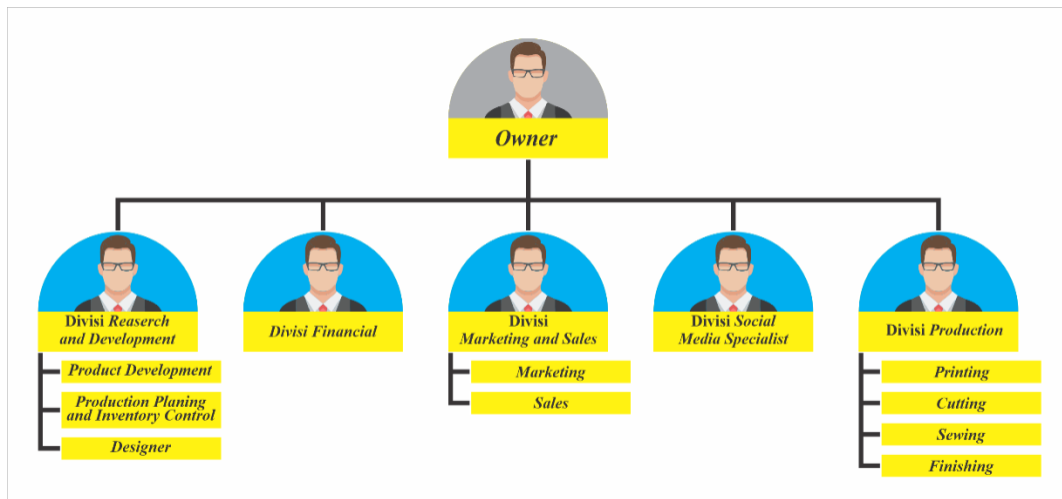 Owner
Divisi Reaserch
and Development
Product Development
Production Planing
and Inventory Control
Designer
Divisi Financial
Divisi
Marketing and Sales
Marketing
Sales
Divisi Social
Media Specialist
Divisi Production
Printing
Cutting
Sewing
Finishing